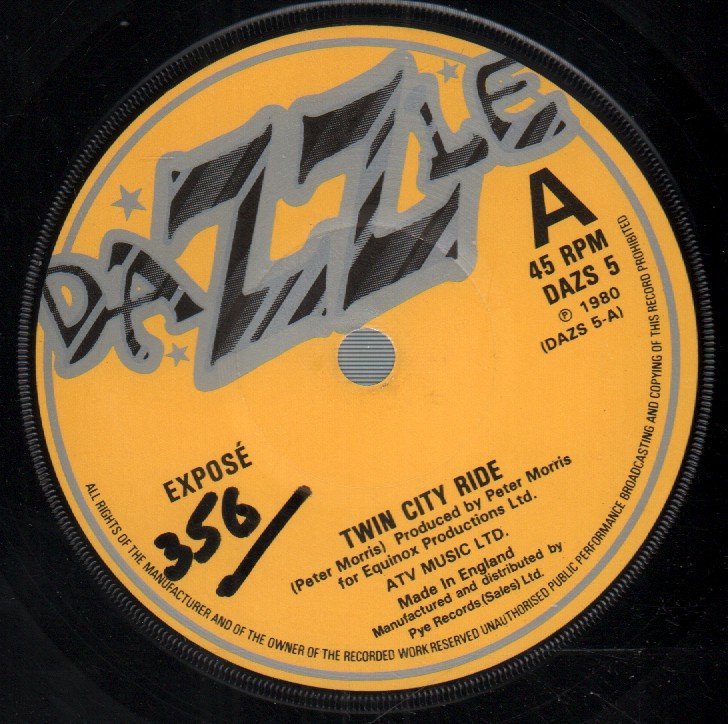 DAZZLE
A
45 RPM
DAZS 5
℗ 1980
(DAZS 5-A)
EXPOSÉ
356/
TWIN CITY RIDE
(Peter Morris) Produced by Peter Morris
for Equinox Productions Ltd.
ATV MUSIC LTD.
Made In England
Manufactured and distributed by
Pye Records (Sales) Ltd.
ALL RIGHTS OF THE MANUFACTURER AND OF THE OWNER OF THE RECORDED WORK RESERVED UNAUTHORISED PUBLIC PERFORMANCE BROADCASTING AND COPYING OF THIS RECORD PROHIBITED